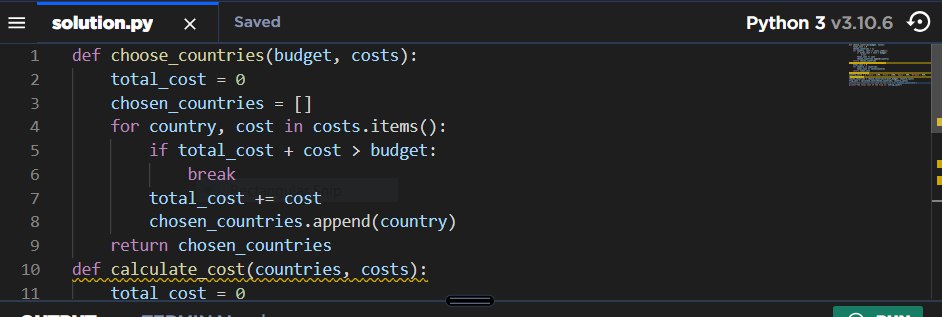 solution.py × Saved Python 3 v3.10.6
1 def choose_countries(budget, costs):
2 total_cost = 0
3 chosen_countries = []
4 for country, cost in costs.items():
5 if total_cost + cost > budget:
6 break
7 total_cost += cost
8 chosen_countries.append(country)
9 return chosen_countries
10 def calculate_cost(countries, costs):
11 total_cost = 0